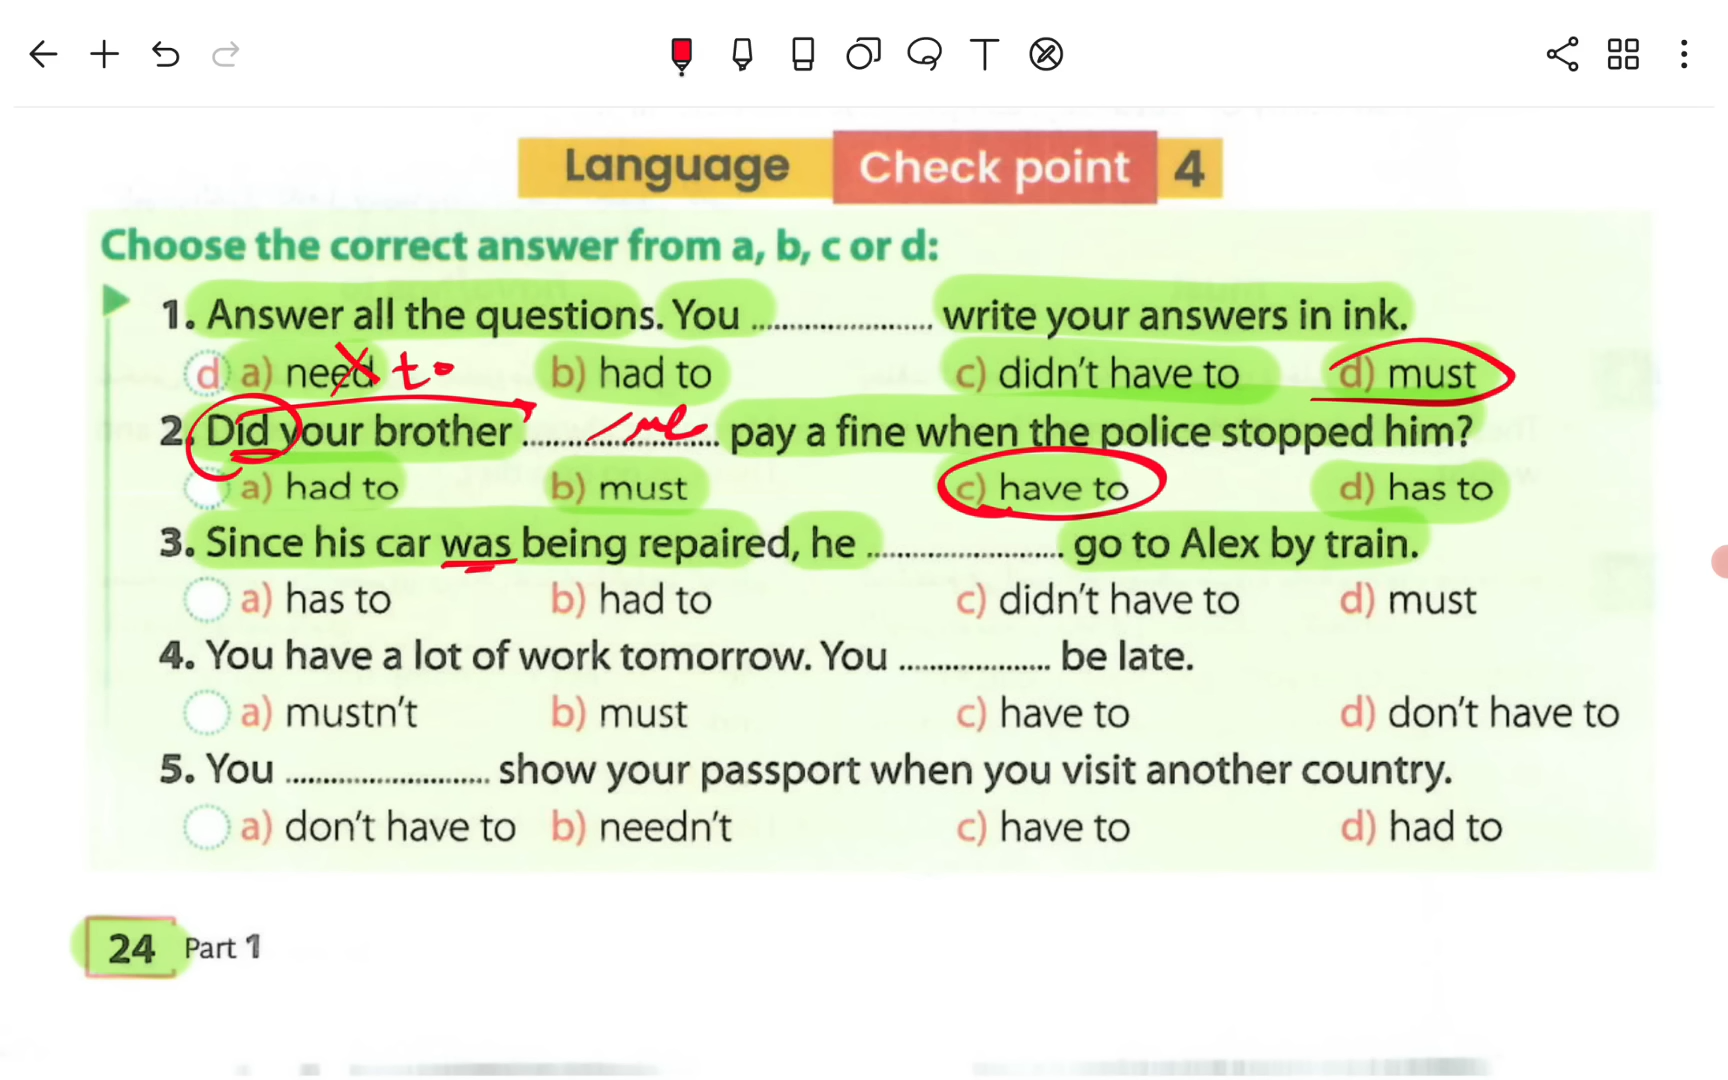 Language Check point 4
Choose the correct answer from a, b, c or d:
1. Answer all the questions. You ...................... write your answers in ink.
d a) need to b) had to c) didn't have to d) must
2. Did your brother ...................... pay a fine when the police stopped him?
a) had to b) must c) have to d) has to
3. Since his car was being repaired, he ...................... go to Alex by train.
a) has to b) had to c) didn't have to d) must
4. You have a lot of work tomorrow. You .................. be late.
a) mustn't b) must c) have to d) don't have to
5. You ........................ show your passport when you visit another country.
a) don't have to b) needn't c) have to d) had to
24 Part 1